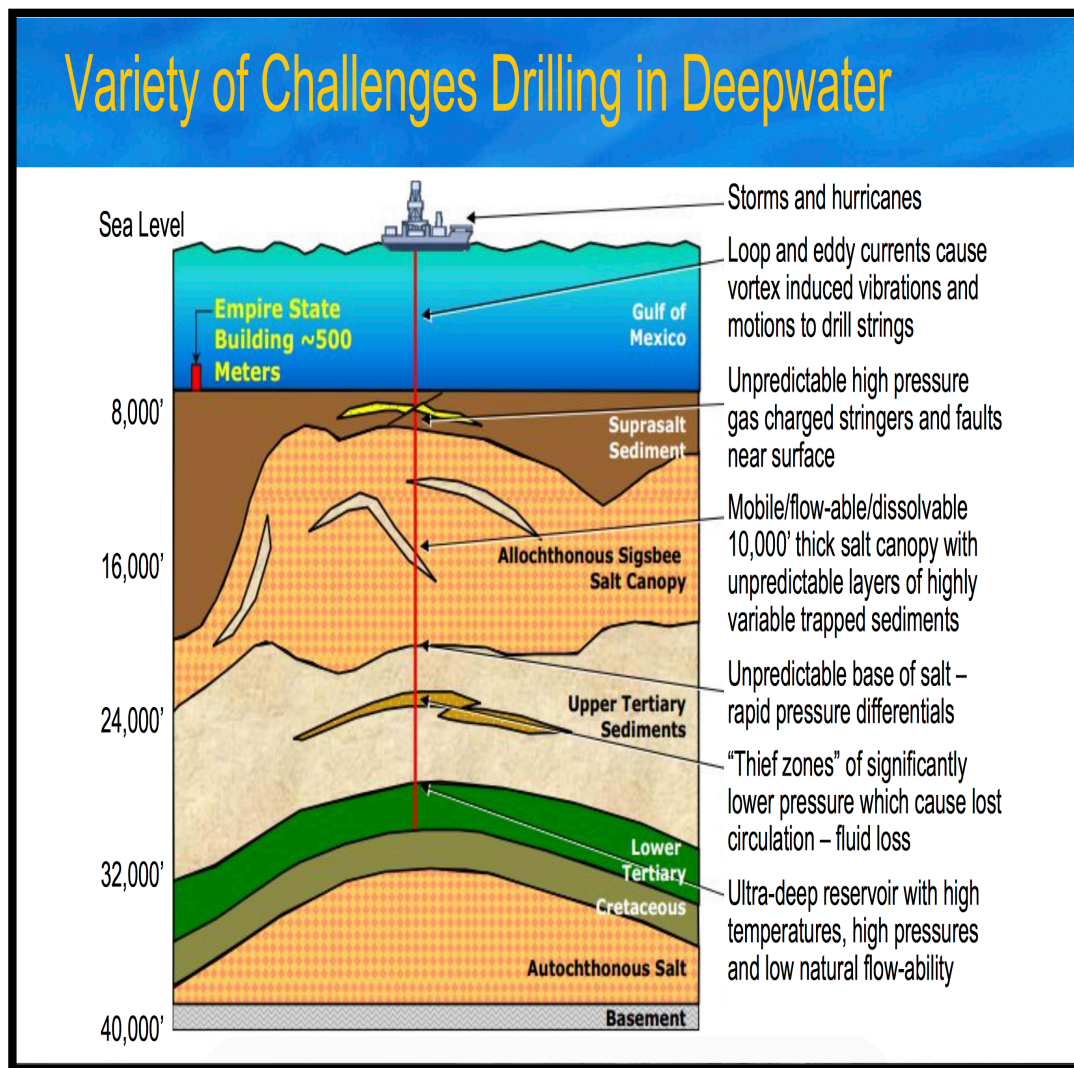 Variety of Challenges Drilling in Deepwater
Sea Level
8,000’
16,000’
24,000’
32,000’
40,000’
Empire State
Building ~500
Meters
Gulf of
Mexico
Suprasalt
Sediment
Allochthonous Sigsbee
Salt Canopy
Upper Tertiary
Sediments
Lower
Tertiary
Cretaceous
Autochthonous Salt
Basement
Storms and hurricanes
Loop and eddy currents cause
vortex induced vibrations and
motions to drill strings
Unpredictable high pressure
gas charged stringers and faults
near surface
Mobile/flow-able/dissolvable
10,000’ thick salt canopy with
unpredictable layers of highly
variable trapped sediments
Unpredictable base of salt –
rapid pressure differentials
“Thief zones” of significantly
lower pressure which cause lost
circulation – fluid loss
Ultra-deep reservoir with high
temperatures, high pressures
and low natural flow-ability